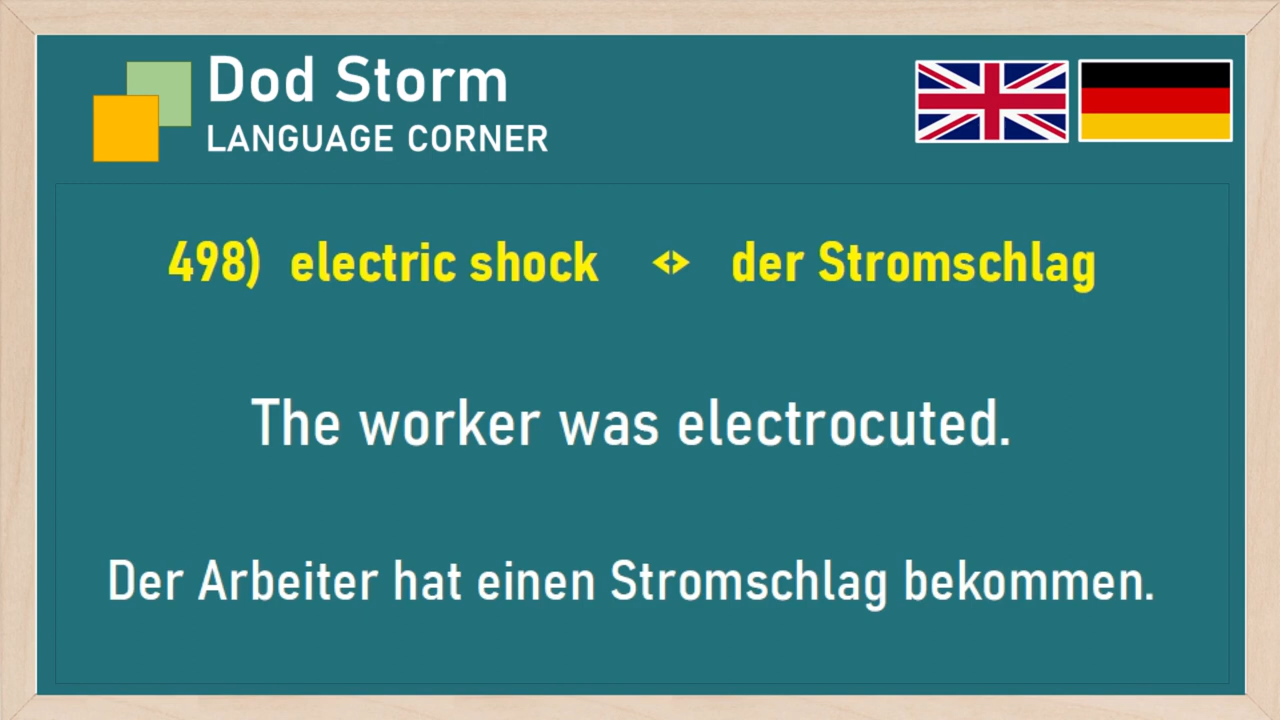 Dod Storm
LANGUAGE CORNER
498) electric shock <> der Stromschlag
The worker was electrocuted.
Der Arbeiter hat einen Stromschlag bekommen.